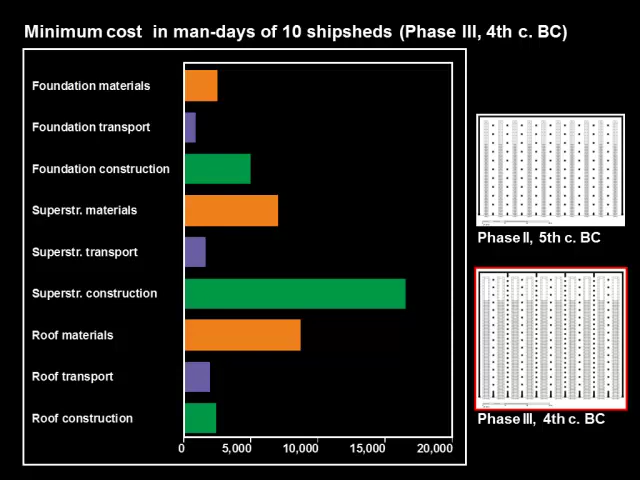 Minimum cost in man-days of 10 shipsheds (Phase III, 4th c. BC)
Foundation materials
Foundation transport
Foundation construction
Superstr. materials
Superstr. transport
Superstr. construction
Roof materials
Roof transport
Roof construction
0 5,000 10,000 15,000 20,000
Phase II, 5th c. BC
Phase III, 4th c. BC